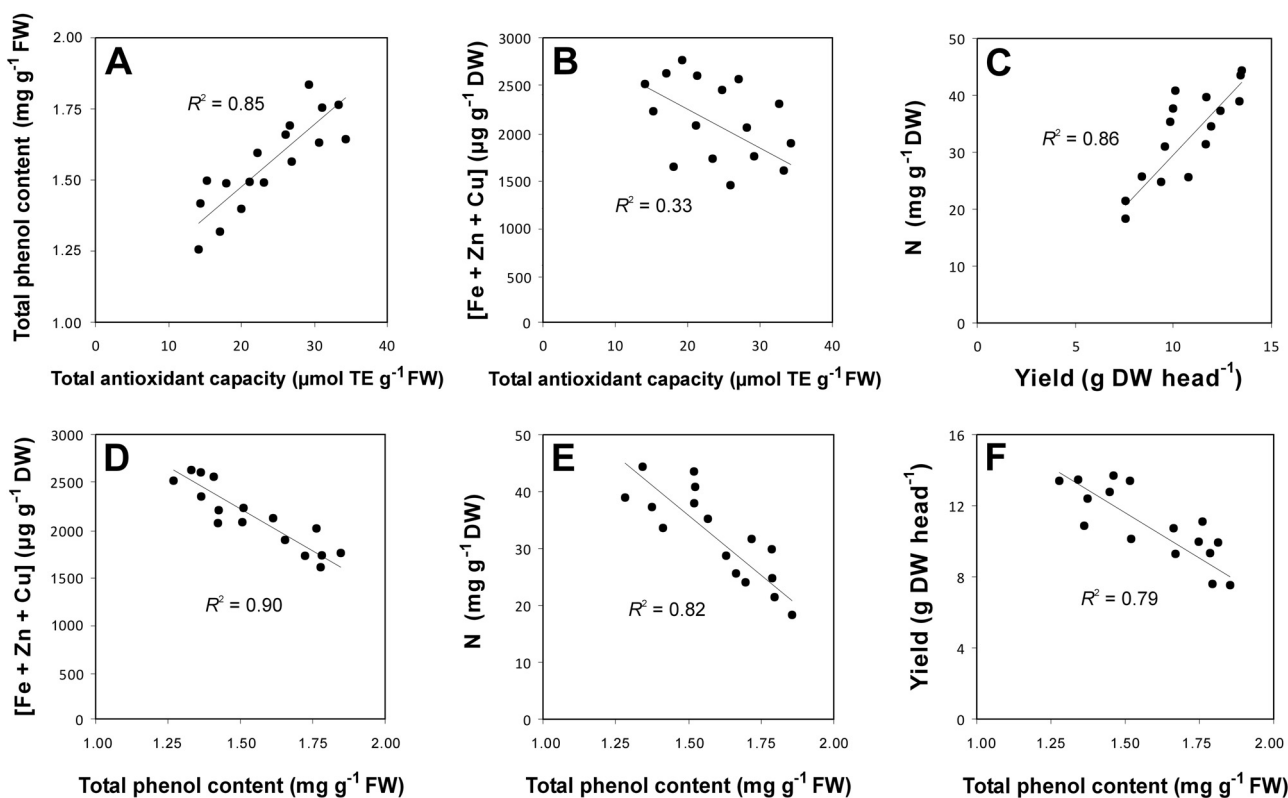 A
Total phenol content (mg g⁻¹ FW)
2.00
1.75
1.50
1.25
1.00
R² = 0.85
0
10
20
30
40
Total antioxidant capacity (µmol TE g⁻¹ FW)
B
[Fe + Zn + Cu] (µg g⁻¹ DW)
3000
2500
2000
1500
1000
500
0
R² = 0.33
0
10
20
30
40
Total antioxidant capacity (µmol TE g⁻¹ FW)
C
N (mg g⁻¹ DW)
50
40
30
20
10
0
R² = 0.86
0
5
10
15
Yield (g DW head⁻¹)
D
[Fe + Zn + Cu] (µg g⁻¹ DW)
3000
2500
2000
1500
1000
500
0
R² = 0.90
1.00
1.25
1.50
1.75
2.00
Total phenol content (mg g⁻¹ FW)
E
N (mg g⁻¹ DW)
50
40
30
20
10
0
R² = 0.82
1.00
1.25
1.50
1.75
2.00
Total phenol content (mg g⁻¹ FW)
F
Yield (g DW head⁻¹)
16
12
8
4
0
R² = 0.79
1.00
1.25
1.50
1.75
2.00
Total phenol content (mg g⁻¹ FW)